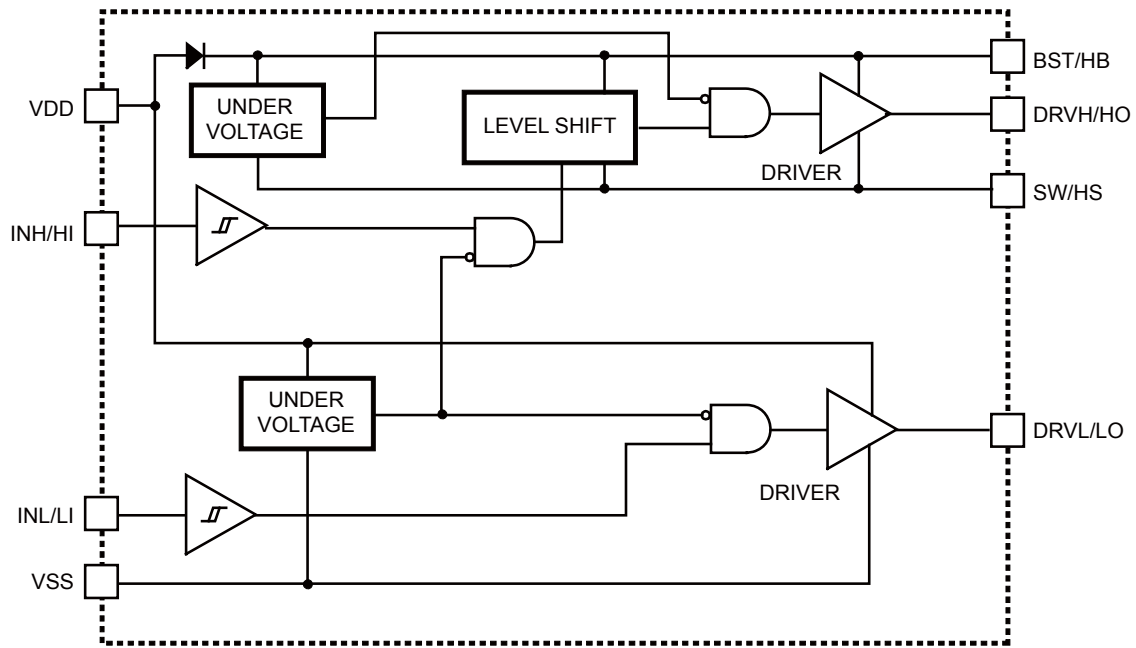 BST/HB
VDD
UNDER
VOLTAGE
LEVEL SHIFT
DRVH/HO
DRIVER
SW/HS
INH/HI
UNDER
VOLTAGE
DRVL/LO
DRIVER
INL/LI
VSS